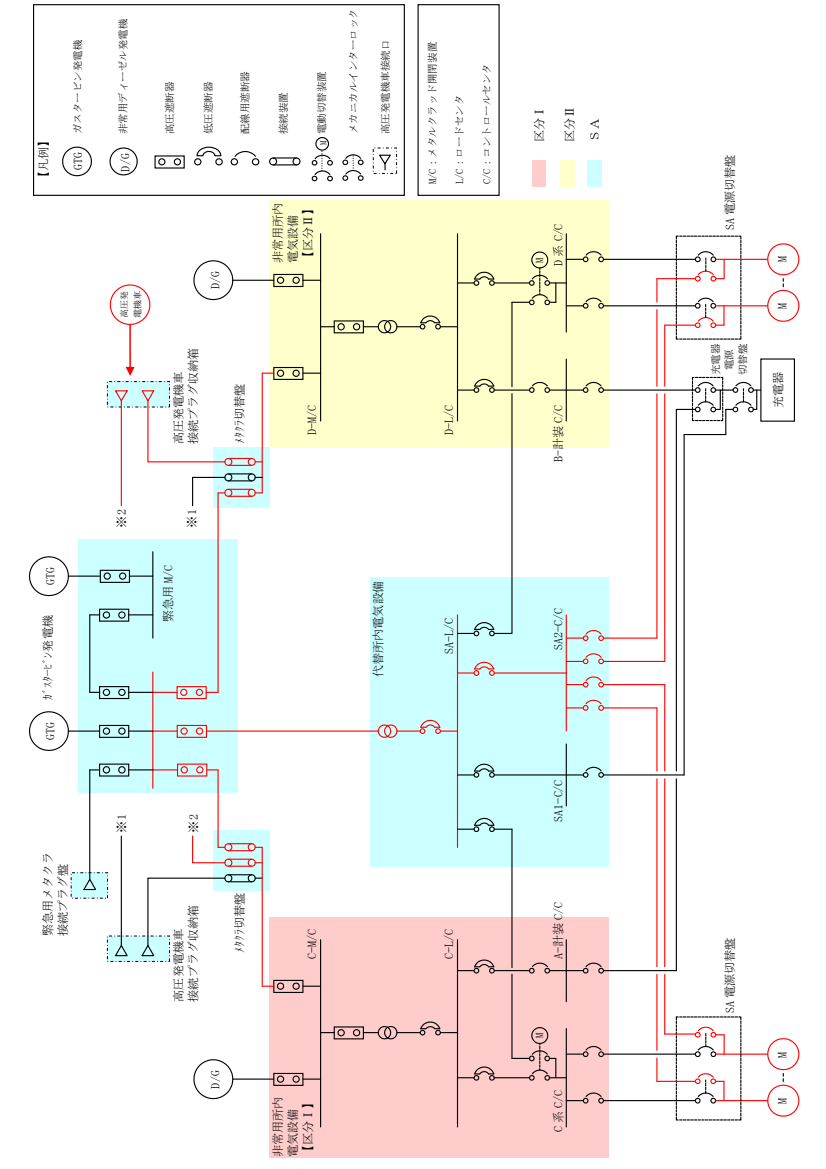 【凡例】
GTG
ガスタービン発電機
D/G
非常用ディーゼル発電機
高圧遮断器
低圧遮断器
配線用遮断器
接続装置
M
電動切替装置
メカニカルインターロック
高圧発電機車接続口
M/C：メタルクラッド開閉装置
L/C：ロードセンタ
C/C：コントロールセンタ
区分Ⅰ
区分Ⅱ
ＳＡ
緊急用メタクラ
接続プラグ盤
ｶﾞｽﾀｰﾋﾞﾝ発電機
GTG
GTG
緊急用 M/C
高圧発
電機車
高圧発電機車
接続プラグ収納箱
※1
※2
高圧発電機車
接続プラグ収納箱
※2
※1
ﾒﾀｸﾗ切替盤
ﾒﾀｸﾗ切替盤
D/G
D/G
非常用所内
電気設備
【区分Ⅰ】
C-M/C
C-L/C
M
C 系 C/C
A-計装 C/C
代替所内電気設備
SA-L/C
SA1-C/C
SA2-C/C
非常用所内
電気設備
【区分Ⅱ】
D-M/C
D-L/C
M
B-計装 C/C
D 系 C/C
SA 電源切替盤
M
M
充電器
電源
切替盤
充電器
SA 電源切替盤
M
M